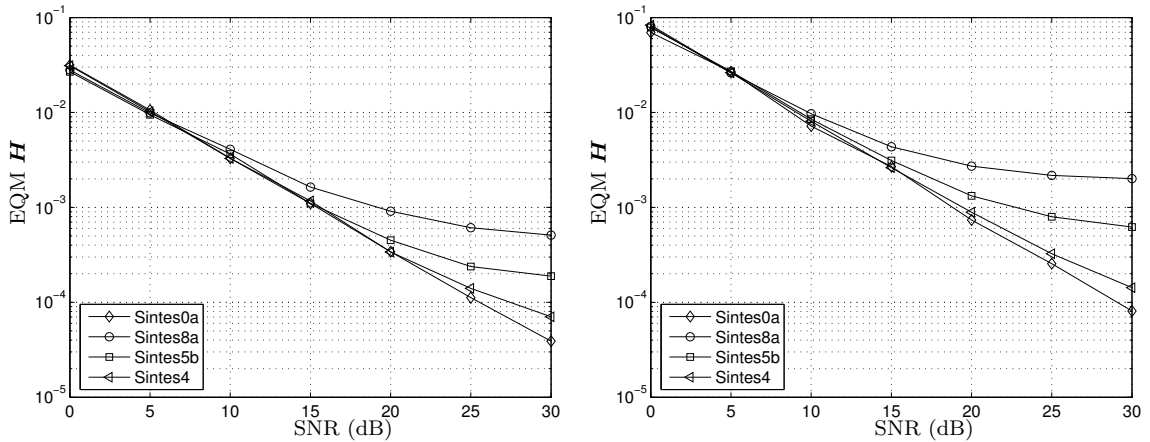 10⁻¹
10⁻²
10⁻³
10⁻⁴
10⁻⁵
EQM H
Sintes0a
Sintes8a
Sintes5b
Sintes4
0 5 10 15 20 25 30
SNR (dB)
10⁻¹
10⁻²
10⁻³
10⁻⁴
10⁻⁵
EQM H
Sintes0a
Sintes8a
Sintes5b
Sintes4
0 5 10 15 20 25 30
SNR (dB)